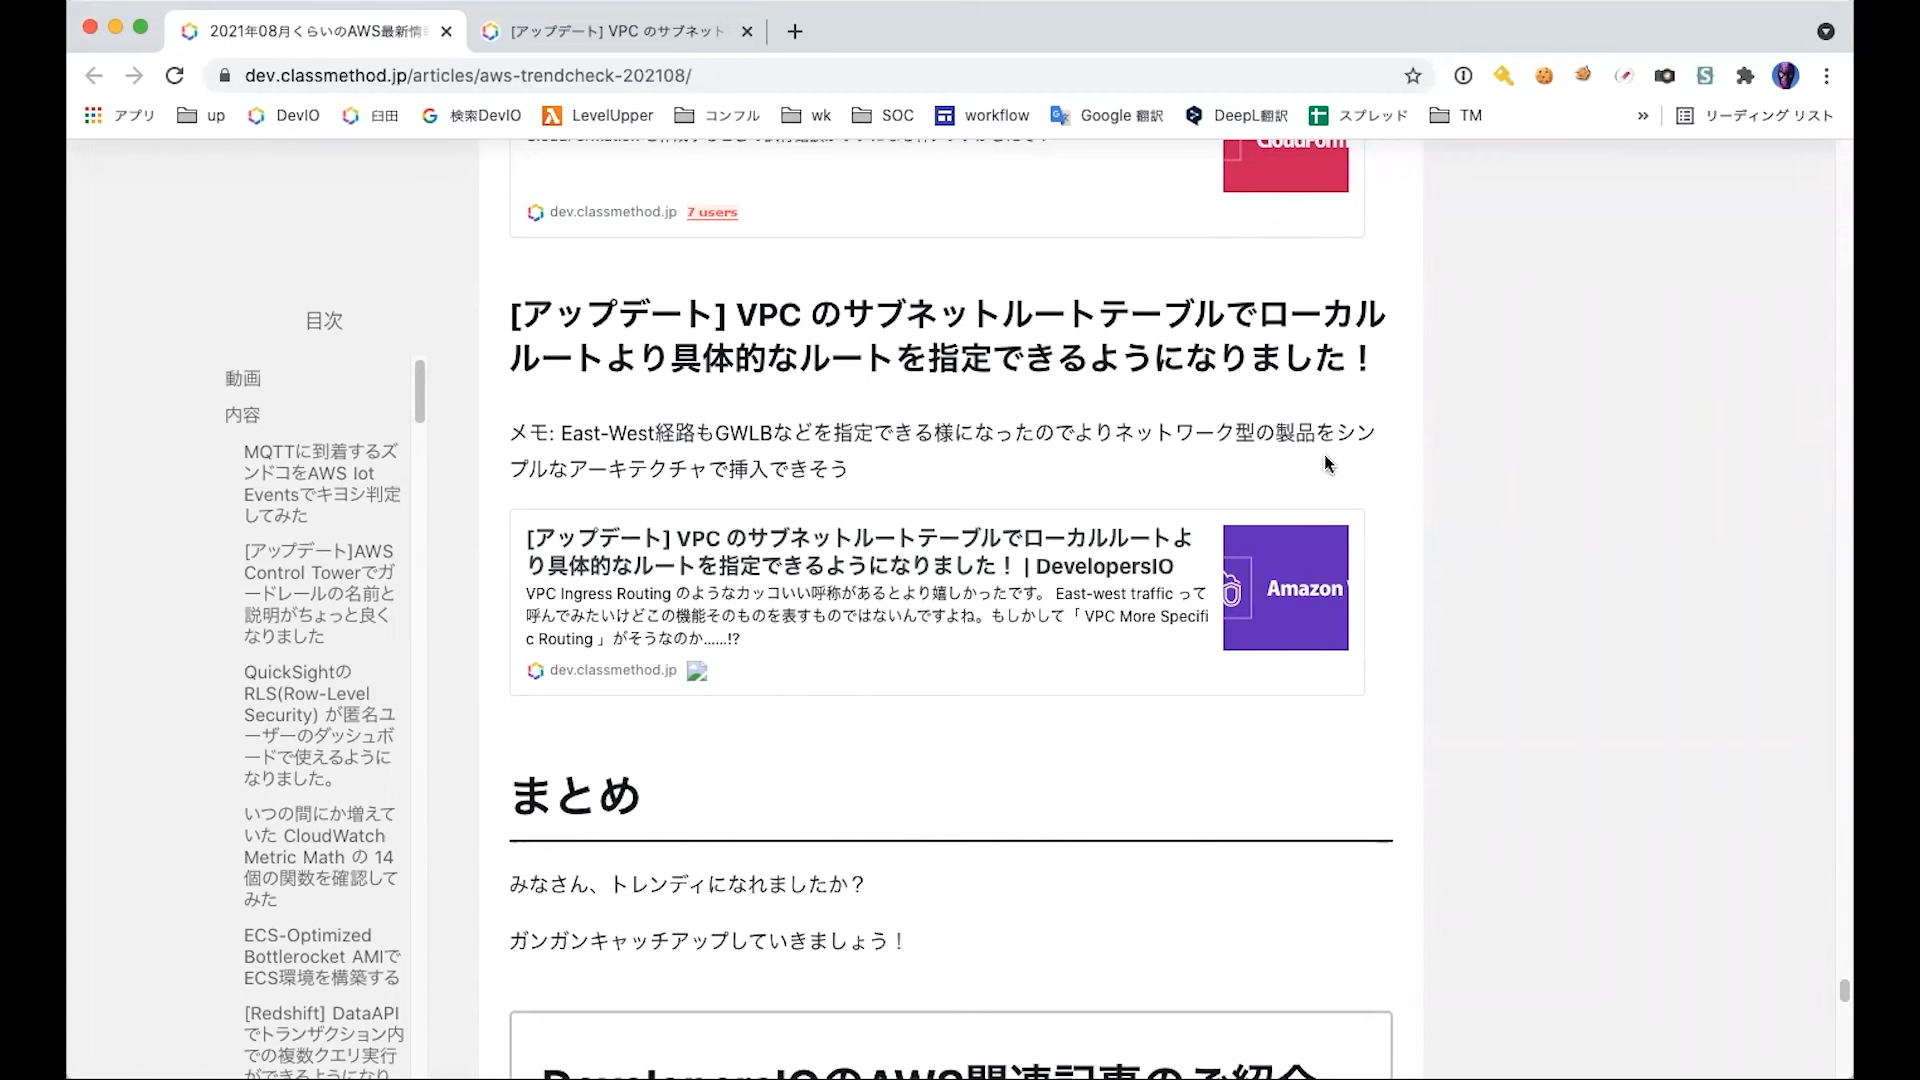 2021年08月くらいのAWS最新情
[アップデート] VPC のサブネット
dev.classmethod.jp/articles/aws-trendcheck-202108/
アプリ up DevIO 臼田 検索DevIO LevelUpper コンフル wk SOC workflow Google 翻訳 DeepL翻訳 スプレッド TM » リーディング リスト
dev.classmethod.jp 7 users
[アップデート] VPC のサブネットルートテーブルでローカル
ルートより具体的なルートを指定できるようになりました！
メモ: East-West経路もGWLBなどを指定できる様になったのでよりネットワーク型の製品をシン
プルなアーキテクチャで挿入できそう
[アップデート] VPC のサブネットルートテーブルでローカルルートよ
り具体的なルートを指定できるようになりました！ | DevelopersIO
VPC Ingress Routing のようなカッコいい呼称があるとより嬉しかったです。 East-west traffic って
呼んでみたいけどこの機能そのものを表すものではないんですよね。もしかして「 VPC More Specifi
c Routing 」がそうなのか……!?
Amazon
dev.classmethod.jp
まとめ
みなさん、トレンディになれましたか？
ガンガンキャッチアップしていきましょう！
DevelopersIOのAWS関連記事のご紹介
目次
動画
内容
MQTTに到着するズ
ンドコをAWS Iot
Eventsでキヨシ判定
してみた
[アップデート]AWS
Control Towerでガ
ードレールの名前と
説明がちょっと良く
なりました
QuickSightの
RLS(Row-Level
Security) が匿名ユ
ーザーのダッシュボ
ードで使えるように
なりました。
いつの間にか増えて
いた CloudWatch
Metric Math の 14
個の関数を確認して
みた
ECS-Optimized
Bottlerocket AMIで
ECS環境を構築する
[Redshift] DataAPI
でトランザクション内
での複数クエリ実行
ができるようになり